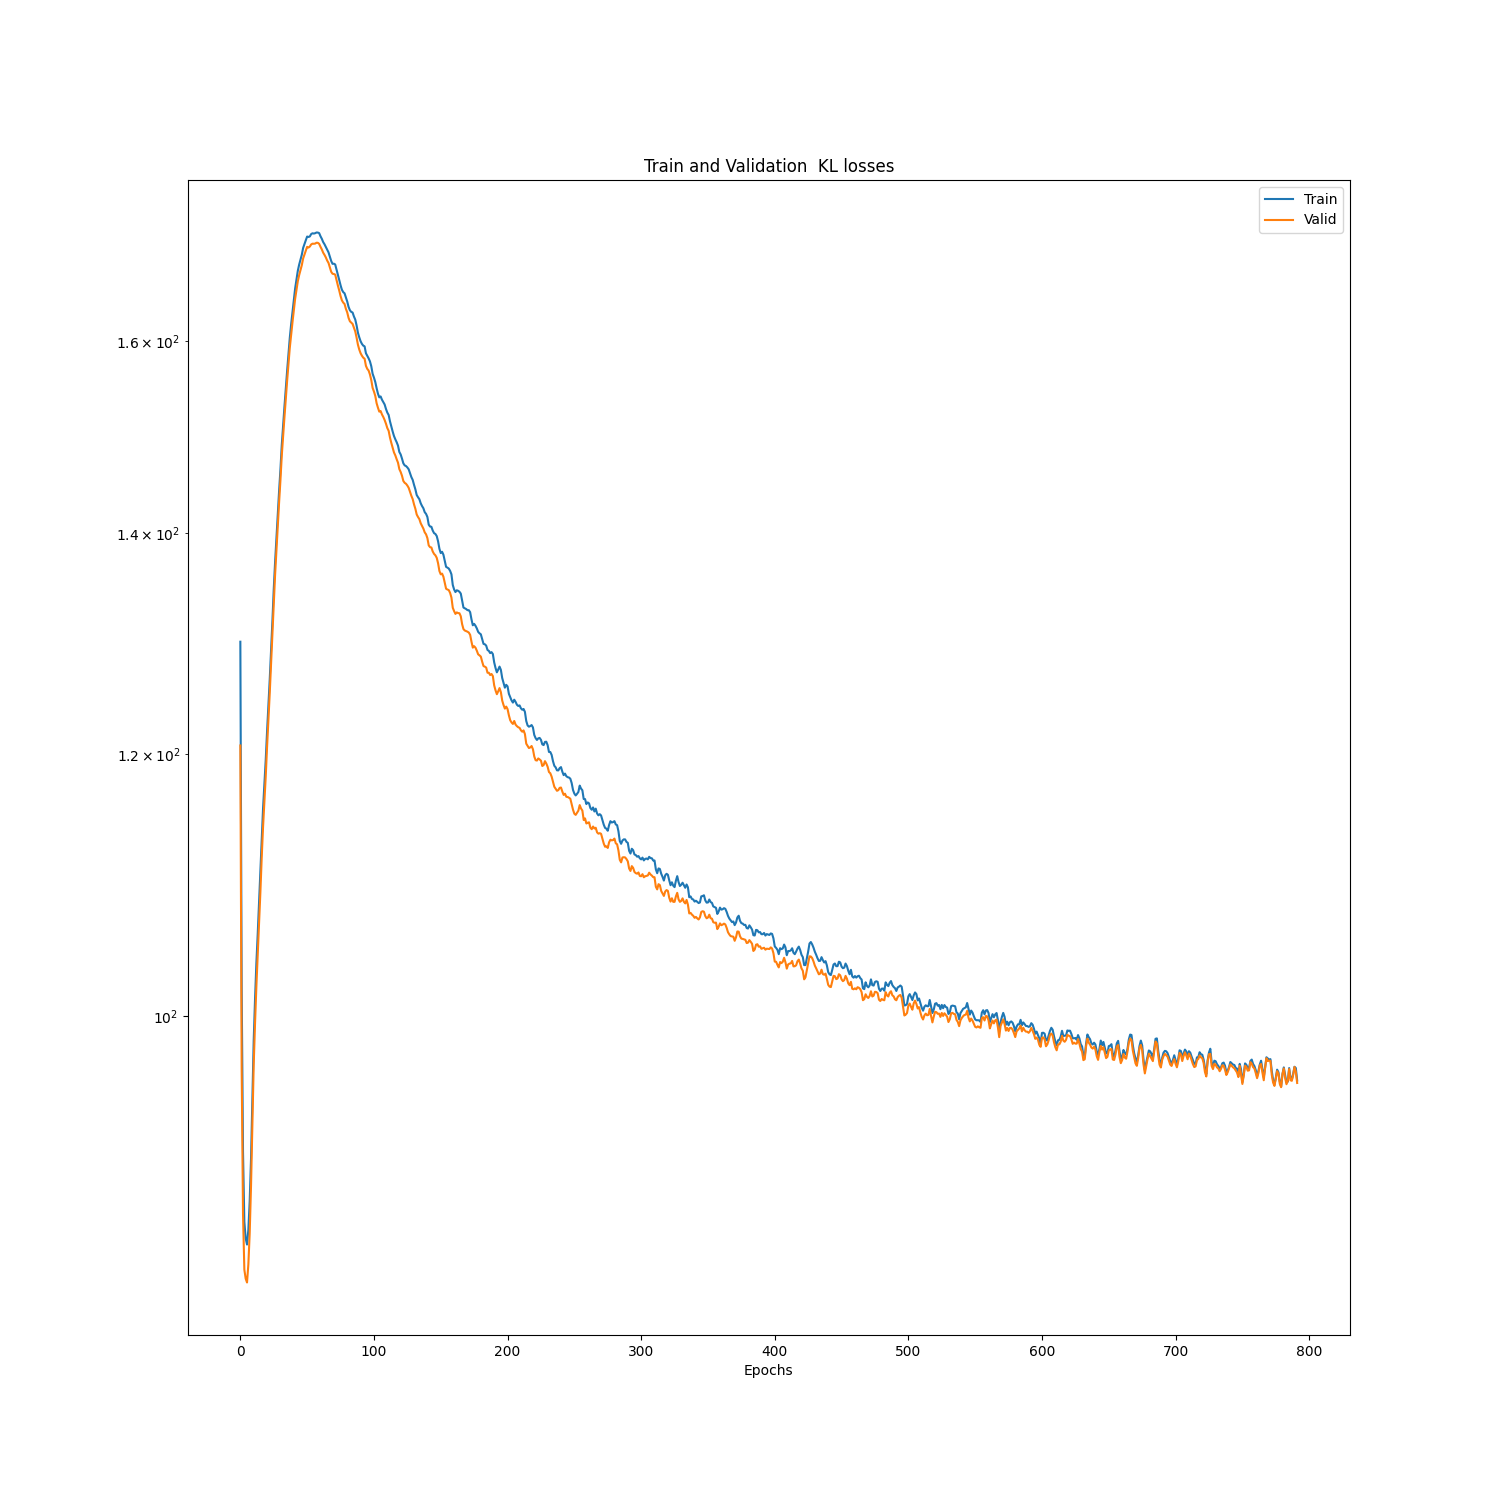 Train and Validation  KL losses
Train
Valid
1.6 × 10²
1.4 × 10²
1.2 × 10²
10²
0 100 200 300 400 500 600 700 800
Epochs